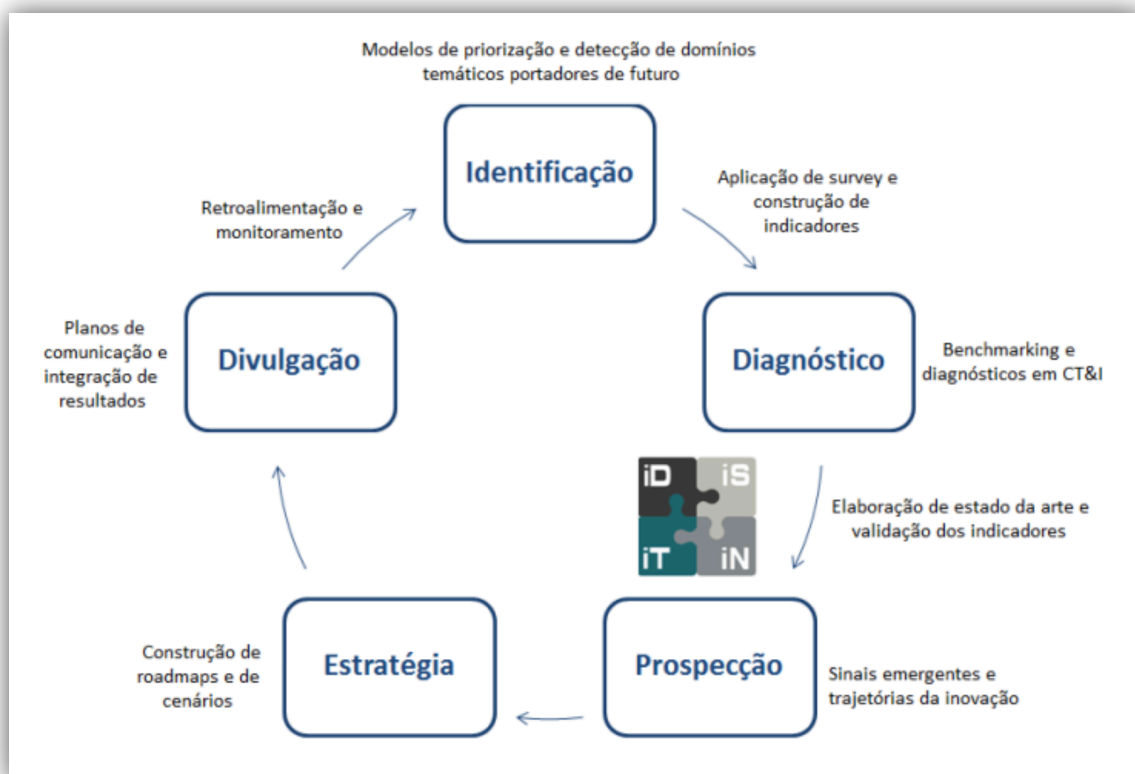 Modelos de priorização e detecção de domínios
temáticos portadores de futuro
Identificação
Aplicação de survey e
construção de
indicadores
Retroalimentação e
monitoramento
Divulgação
Planos de
comunicação e
integração de
resultados
Diagnóstico
Benchmarking e
diagnósticos em CT&I
iD iS
iT iN
Elaboração de estado da arte e
validação dos indicadores
Prospecção
Sinais emergentes e
trajetórias da inovação
Estratégia
Construção de
roadmaps e de
cenários